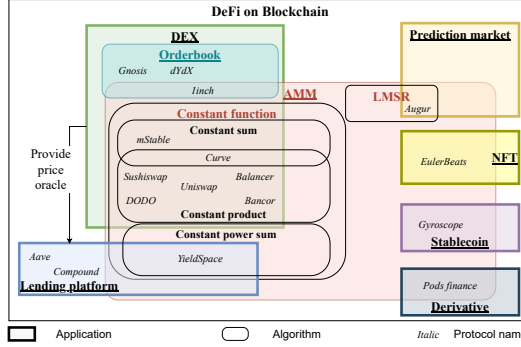 DeFi on Blockchain
DEX
Orderbook
Gnosis dYdX
1inch
Prediction market
AMM
LMSR
Augur
Constant function
Constant sum
mStable
Curve
Provide
price
oracle
Sushiswap Balancer
Uniswap
DODO Bancor
Constant product
EulerBeats
NFT
Constant power sum
Gyroscope
Stablecoin
Aave
Compound
YieldSpace
Lending platform
Pods finance
Derivative
Application Algorithm Italic Protocol nam